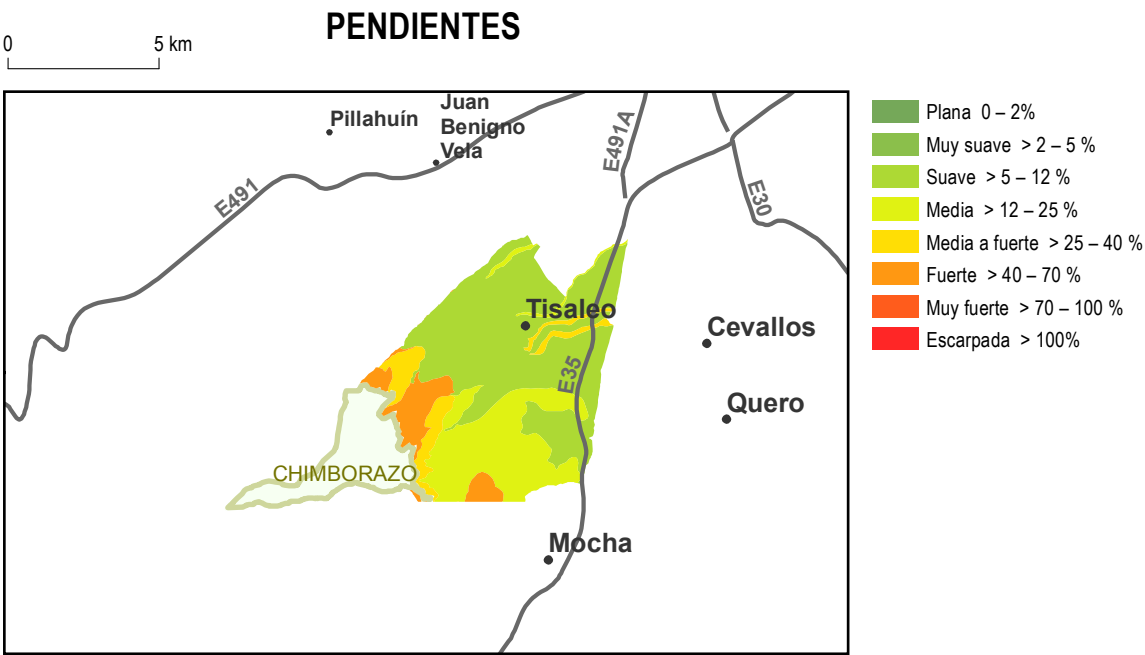 PENDIENTES
0 5 km
Pillahuín
Juan
Benigno
Vela
E491
E491A
E30
Tisaleo
Cevallos
E35
Quero
CHIMBORAZO
Mocha
Plana 0 – 2%
Muy suave > 2 – 5 %
Suave > 5 – 12 %
Media > 12 – 25 %
Media a fuerte > 25 – 40 %
Fuerte > 40 – 70 %
Muy fuerte > 70 – 100 %
Escarpada > 100%